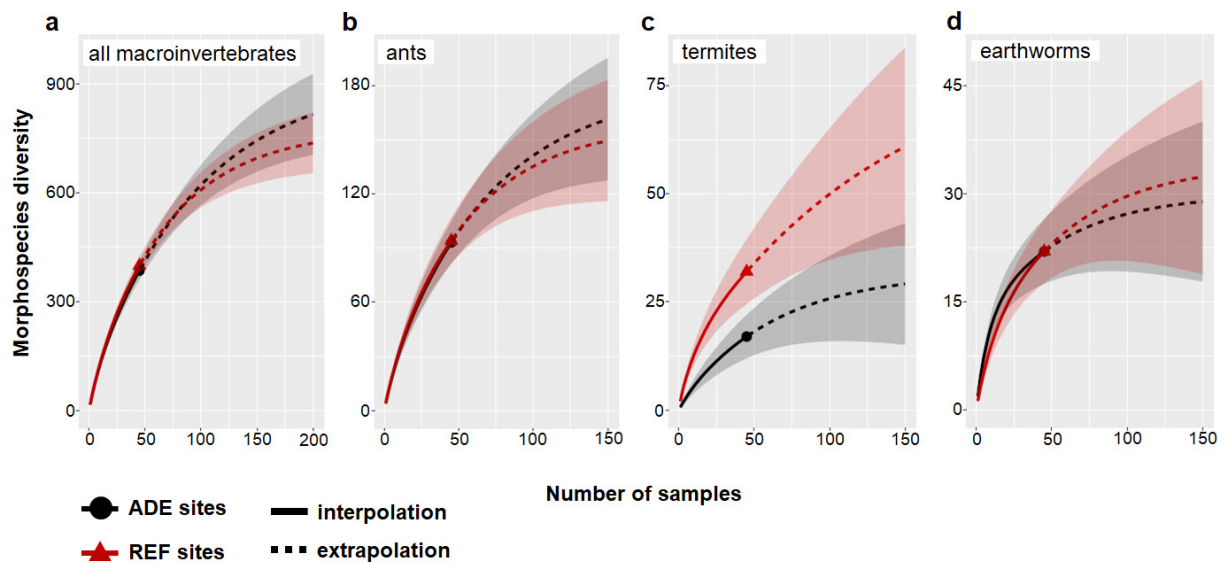 a
all macroinvertebrates
b
ants
c
termites
d
earthworms
Morphospecies diversity
900
600
300
0
0
50
100
150
200
180
120
60
0
0
50
100
150
75
50
25
0
0
50
100
150
45
30
15
0
0
50
100
150
Number of samples
ADE sites
interpolation
REF sites
extrapolation